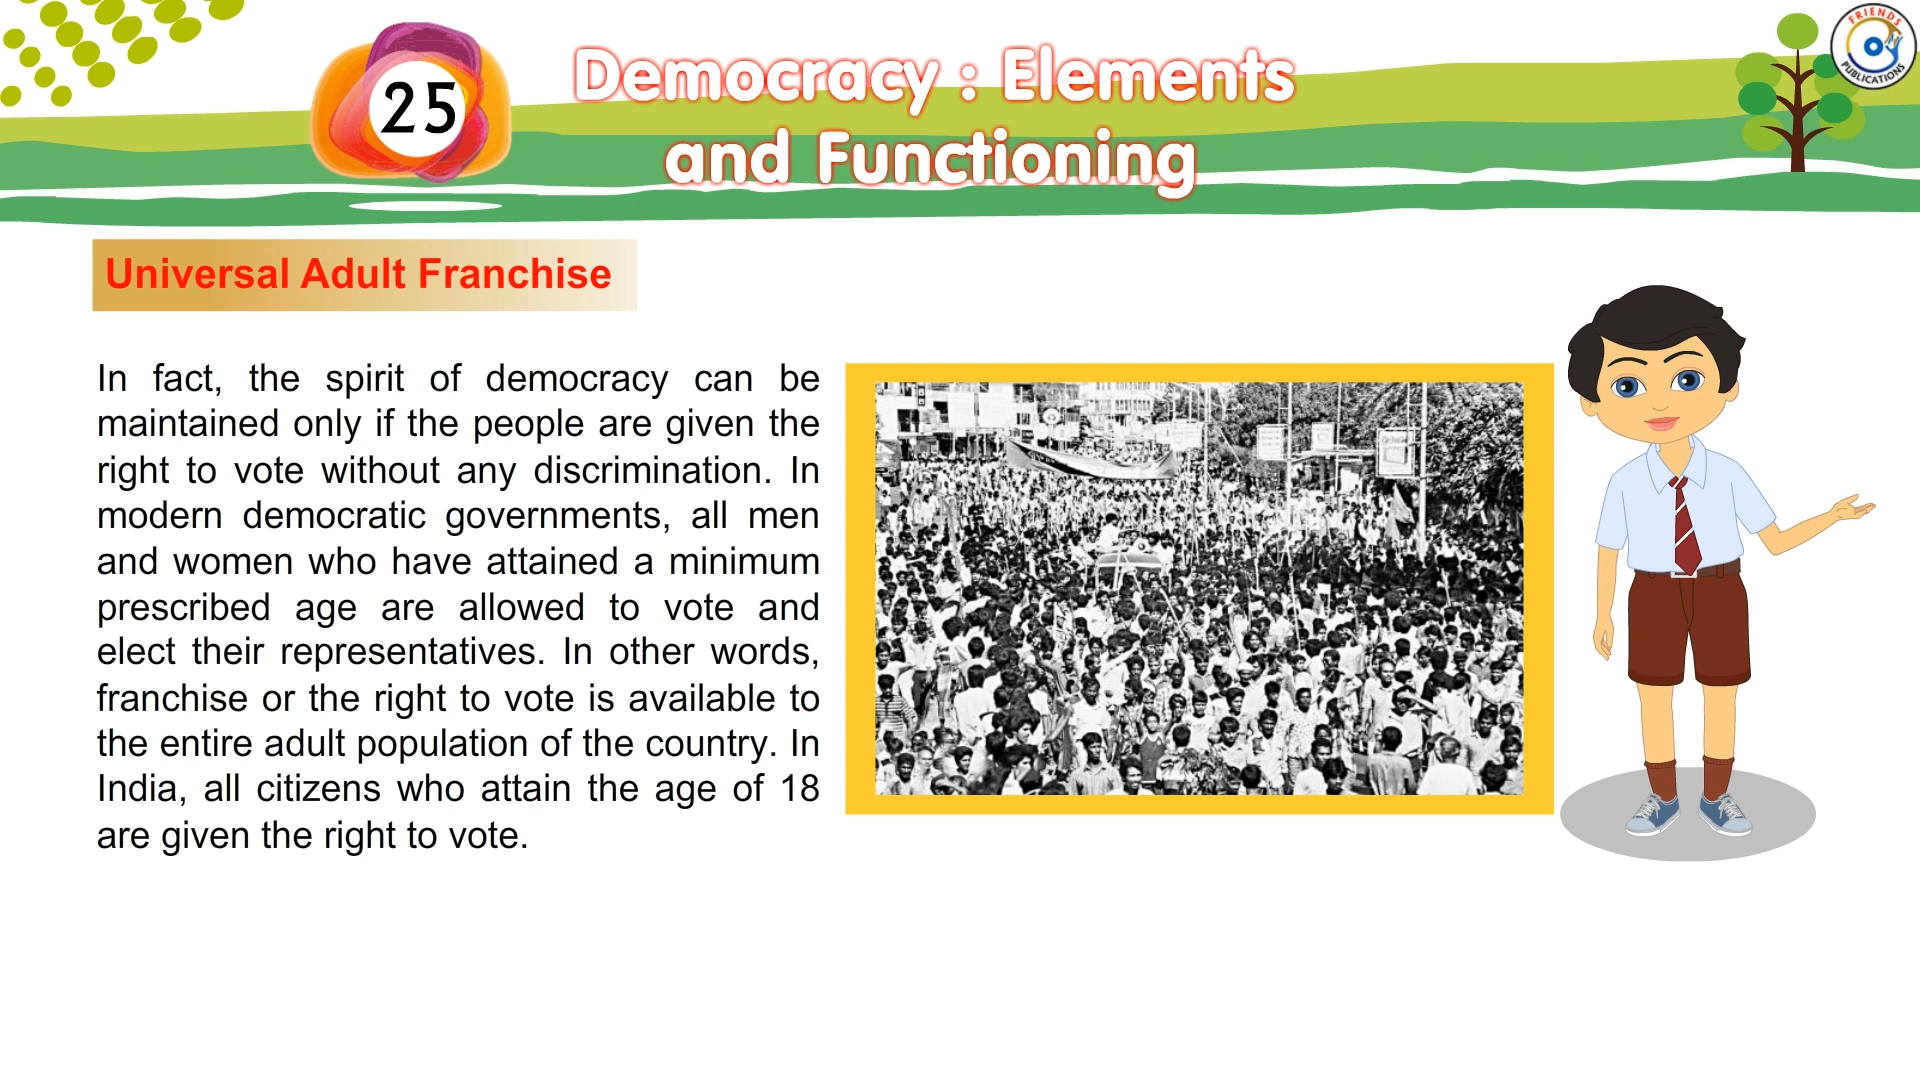 25
Democracy : Elements
and Functioning
FRIENDS
PUBLICATIONS
Universal Adult Franchise
In fact, the spirit of democracy can be
maintained only if the people are given the
right to vote without any discrimination. In
modern democratic governments, all men
and women who have attained a minimum
prescribed age are allowed to vote and
elect their representatives. In other words,
franchise or the right to vote is available to
the entire adult population of the country. In
India, all citizens who attain the age of 18
are given the right to vote.